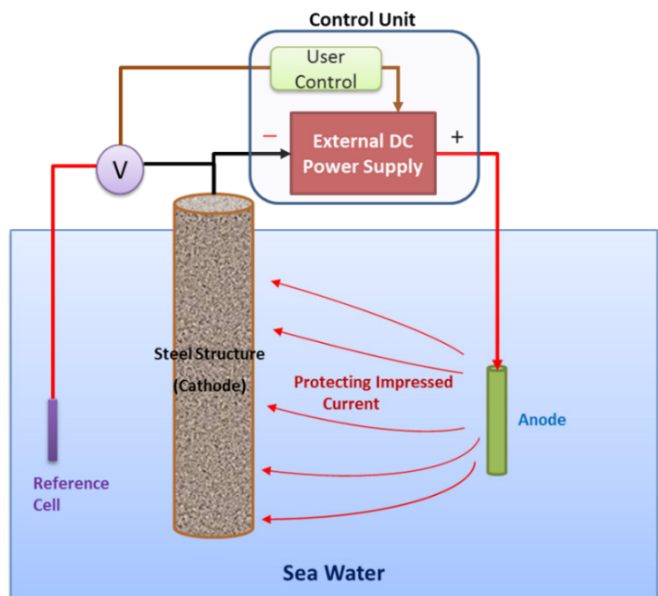 Control Unit
User
Control
V
−
External DC
Power Supply
+
Steel Structure
(Cathode)
Protecting Impressed
Current
Anode
Reference
Cell
Sea Water